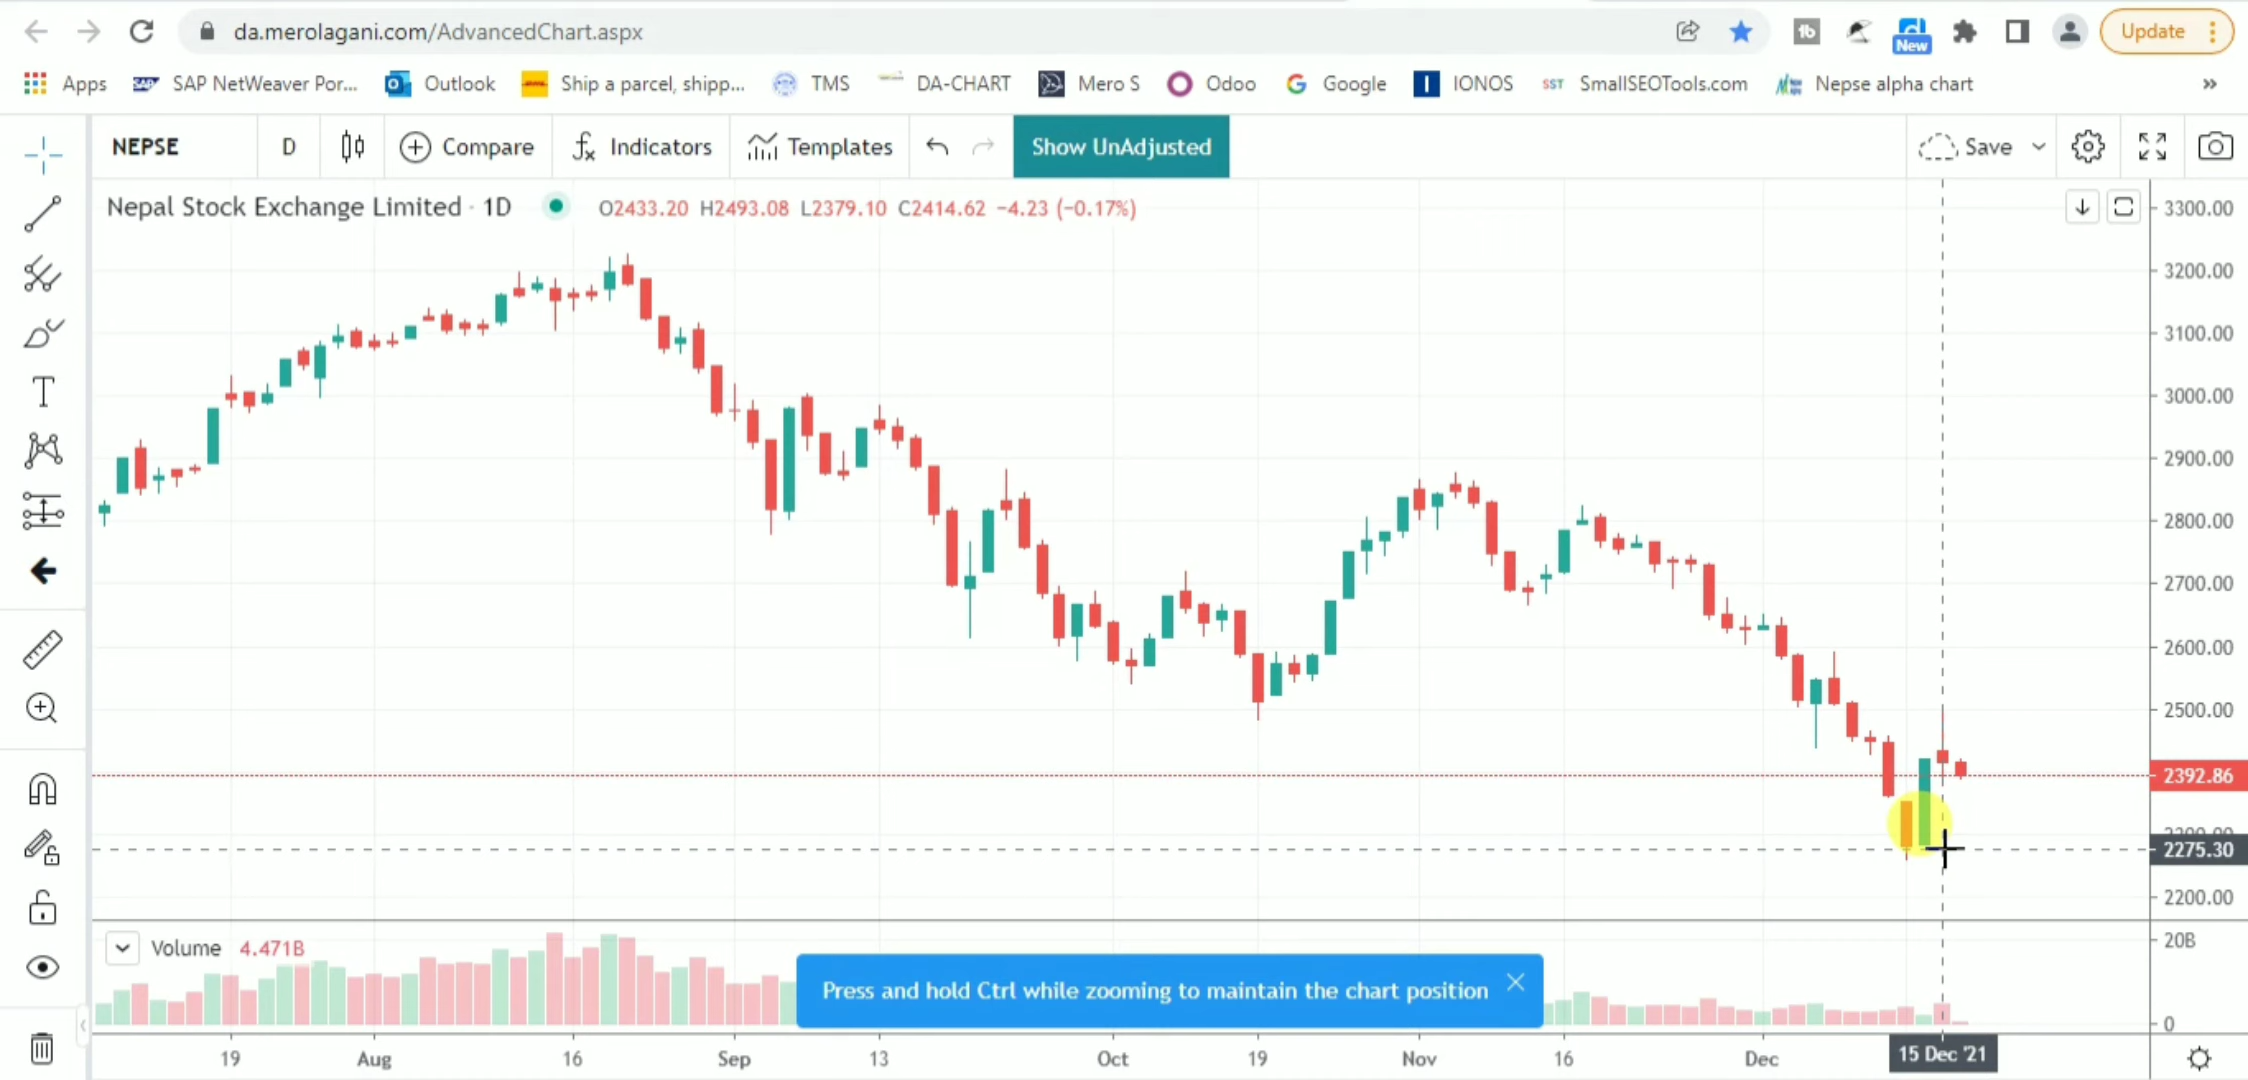 da.merolagani.com/AdvancedChart.aspx
Update
New
Apps SAP NetWeaver Por... Outlook Ship a parcel, shipp... TMS DA-CHART Mero S Odoo Google IONOS SST SmallSEOTools.com Nepse alpha chart »
NEPSE D Compare Indicators Templates Show UnAdjusted Save
Nepal Stock Exchange Limited · 1D O2433.20 H2493.08 L2379.10 C2414.62 −4.23 (−0.17%)
3300.00
3200.00
3100.00
3000.00
2900.00
2800.00
2700.00
2600.00
2500.00
2392.86
2275.30
2200.00
Volume 4.471B
20B
Press and hold Ctrl while zooming to maintain the chart position
0
19 Aug 16 Sep 13 Oct 19 Nov 16 Dec 15 Dec '21